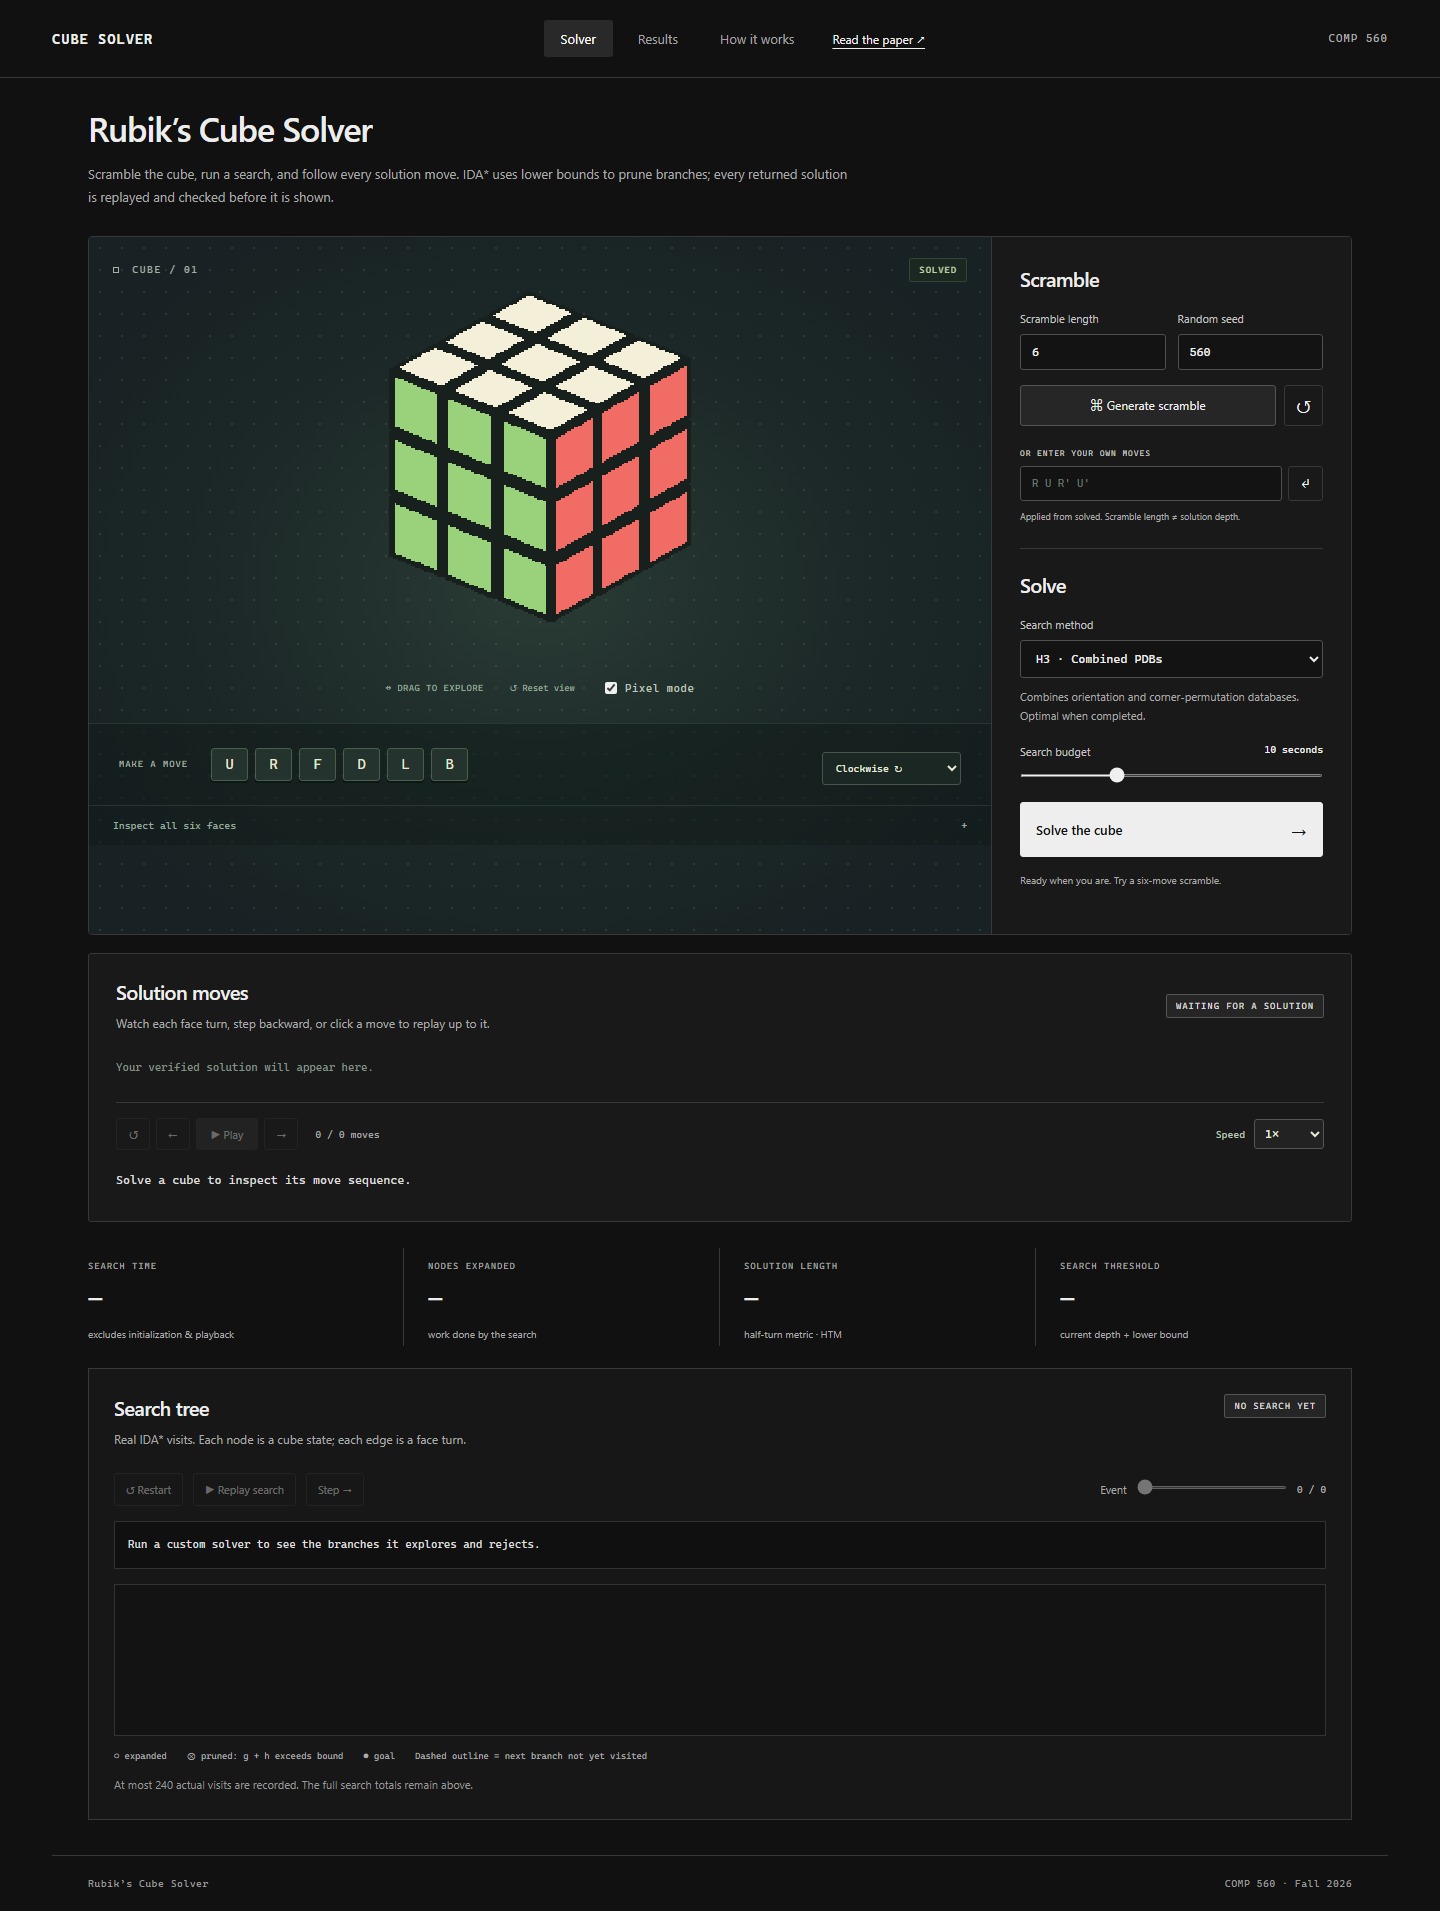 CUBE SOLVER
Solver
Results
How it works
Read the paper ↗
COMP 560
Rubik’s Cube Solver
Scramble the cube, run a search, and follow every solution move. IDA* uses lower bounds to prune branches; every returned solution
is replayed and checked before it is shown.
CUBE / 01
SOLVED
⇔ DRAG TO EXPLORE
↺ Reset view
Pixel mode
MAKE A MOVE
U
R
F
D
L
B
Clockwise ↻
Inspect all six faces
+
Scramble
Scramble length
Random seed
6
560
⌘ Generate scramble
↺
OR ENTER YOUR OWN MOVES
R U R' U'
↲
Applied from solved. Scramble length ≠ solution depth.
Solve
Search method
H3 · Combined PDBs
Combines orientation and corner-permutation databases.
Optimal when completed.
Search budget
10 seconds
Solve the cube →
Ready when you are. Try a six-move scramble.
Solution moves
Watch each face turn, step backward, or click a move to replay up to it.
WAITING FOR A SOLUTION
Your verified solution will appear here.
↺
←
▶ Play
→
0 / 0 moves
Speed
1×
Solve a cube to inspect its move sequence.
SEARCH TIME
—
excludes initialization & playback
NODES EXPANDED
—
work done by the search
SOLUTION LENGTH
—
half-turn metric · HTM
SEARCH THRESHOLD
—
current depth + lower bound
Search tree
Real IDA* visits. Each node is a cube state; each edge is a face turn.
NO SEARCH YET
↺ Restart
▶ Replay search
Step →
Event
0 / 0
Run a custom solver to see the branches it explores and rejects.
○ expanded
⊗ pruned: g + h exceeds bound
● goal
Dashed outline = next branch not yet visited
At most 240 actual visits are recorded. The full search totals remain above.
Rubik’s Cube Solver
COMP 560 · Fall 2026